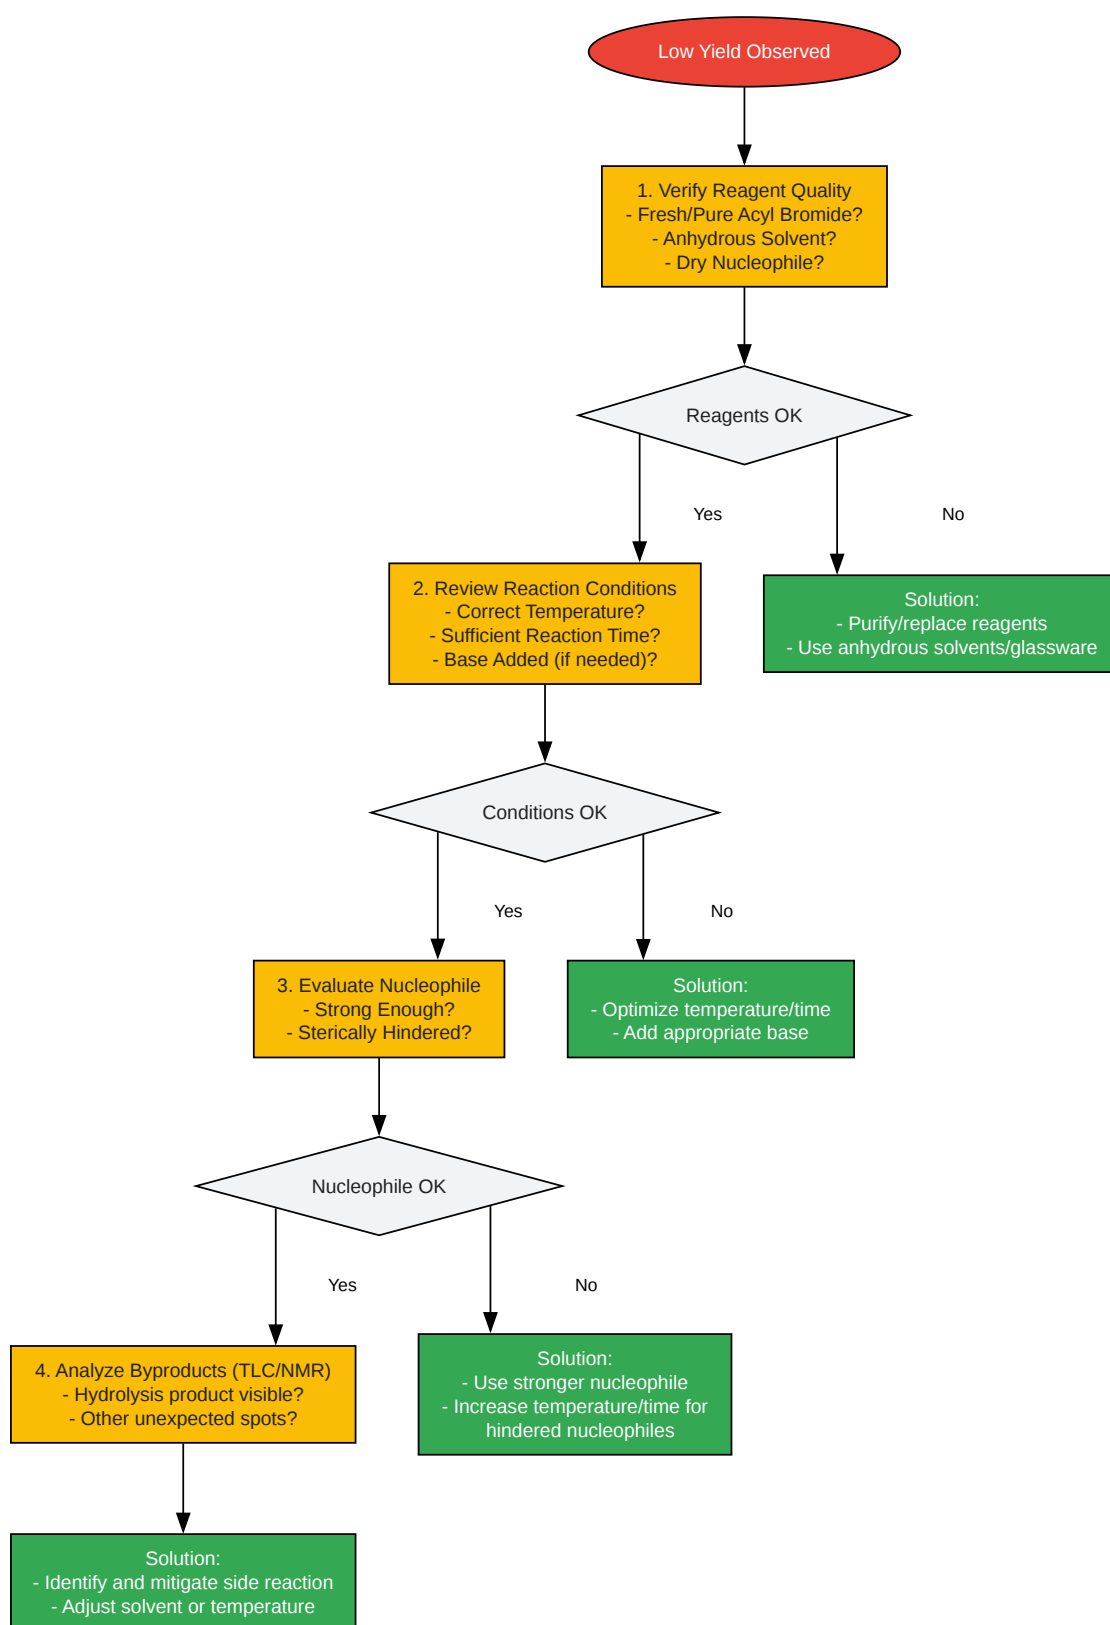 Low Yield Observed
1. Verify Reagent Quality
- Fresh/Pure Acyl Bromide?
- Anhydrous Solvent?
- Dry Nucleophile?
Reagents OK
Yes
No
2. Review Reaction Conditions
- Correct Temperature?
- Sufficient Reaction Time?
- Base Added (if needed)?
Solution:
- Purify/replace reagents
- Use anhydrous solvents/glassware
Conditions OK
Yes
No
3. Evaluate Nucleophile
- Strong Enough?
- Sterically Hindered?
Solution:
- Optimize temperature/time
- Add appropriate base
Nucleophile OK
Yes
No
4. Analyze Byproducts (TLC/NMR)
- Hydrolysis product visible?
- Other unexpected spots?
Solution:
- Use stronger nucleophile
- Increase temperature/time for
hindered nucleophiles
Solution:
- Identify and mitigate side reaction
- Adjust solvent or temperature